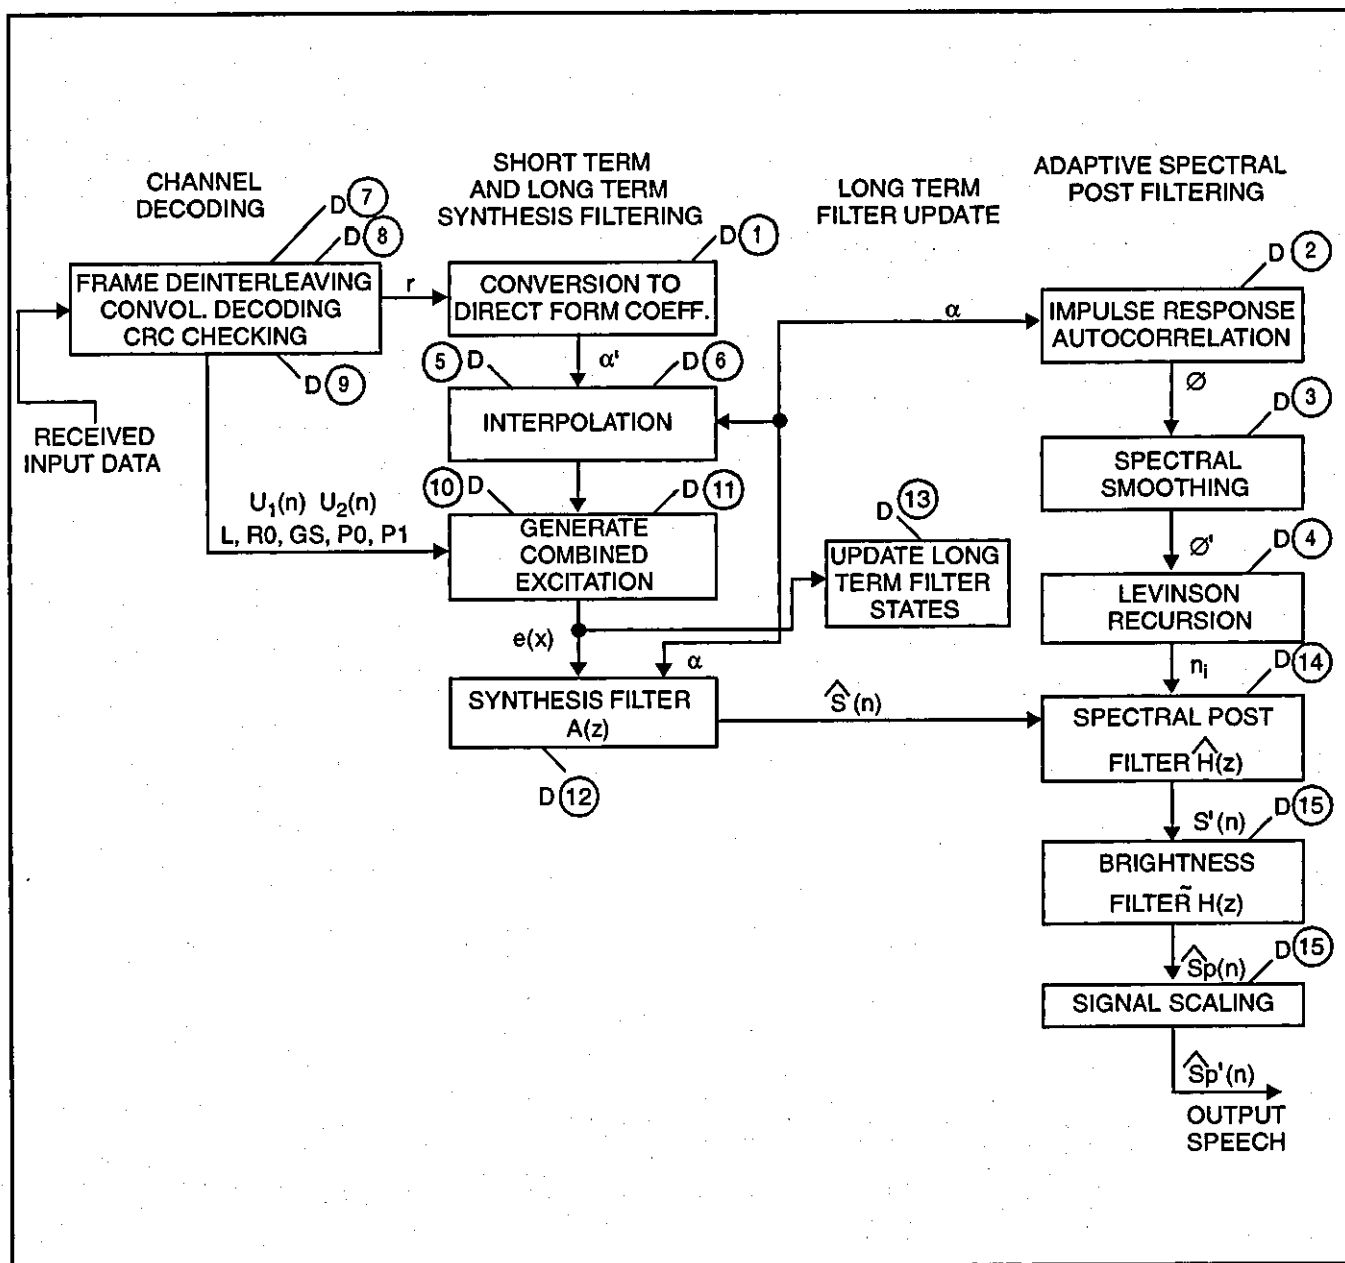 CHANNEL
DECODING
SHORT TERM
AND LONG TERM
SYNTHESIS FILTERING
LONG TERM
FILTER UPDATE
ADAPTIVE SPECTRAL
POST FILTERING
D 7
D 8
FRAME DEINTERLEAVING
CONVOL. DECODING
CRC CHECKING
D 9
RECEIVED
INPUT DATA
r
U₁(n) U₂(n)
L, R0, GS, P0, P1
D 1
CONVERSION TO
DIRECT FORM COEFF.
α'
5 D
D 6
INTERPOLATION
10 D
D 11
GENERATE
COMBINED
EXCITATION
e(x)
α
SYNTHESIS FILTER
A(z)
D 12
D 13
UPDATE LONG
TERM FILTER
STATES
Ŝ(n)
α
D 2
IMPULSE RESPONSE
AUTOCORRELATION
Ø
D 3
SPECTRAL
SMOOTHING
Ø'
D 4
LEVINSON
RECURSION
nᵢ
D 14
SPECTRAL POST
FILTER Ĥ(z)
S'(n)
D 15
BRIGHTNESS
FILTER̃ H(z)
Ŝp(n)
D 15
SIGNAL SCALING
Ŝp'(n)
OUTPUT
SPEECH